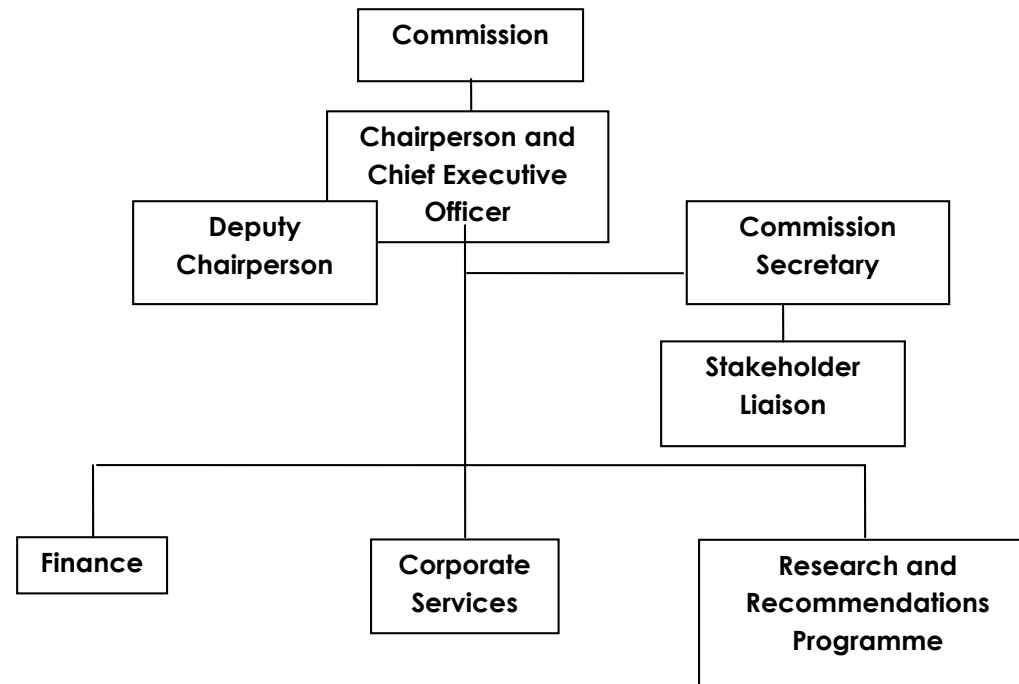 Commission
Chairperson and
Chief Executive
Officer
Deputy
Chairperson
Commission
Secretary
Stakeholder
Liaison
Finance
Corporate
Services
Research and
Recommendations
Programme